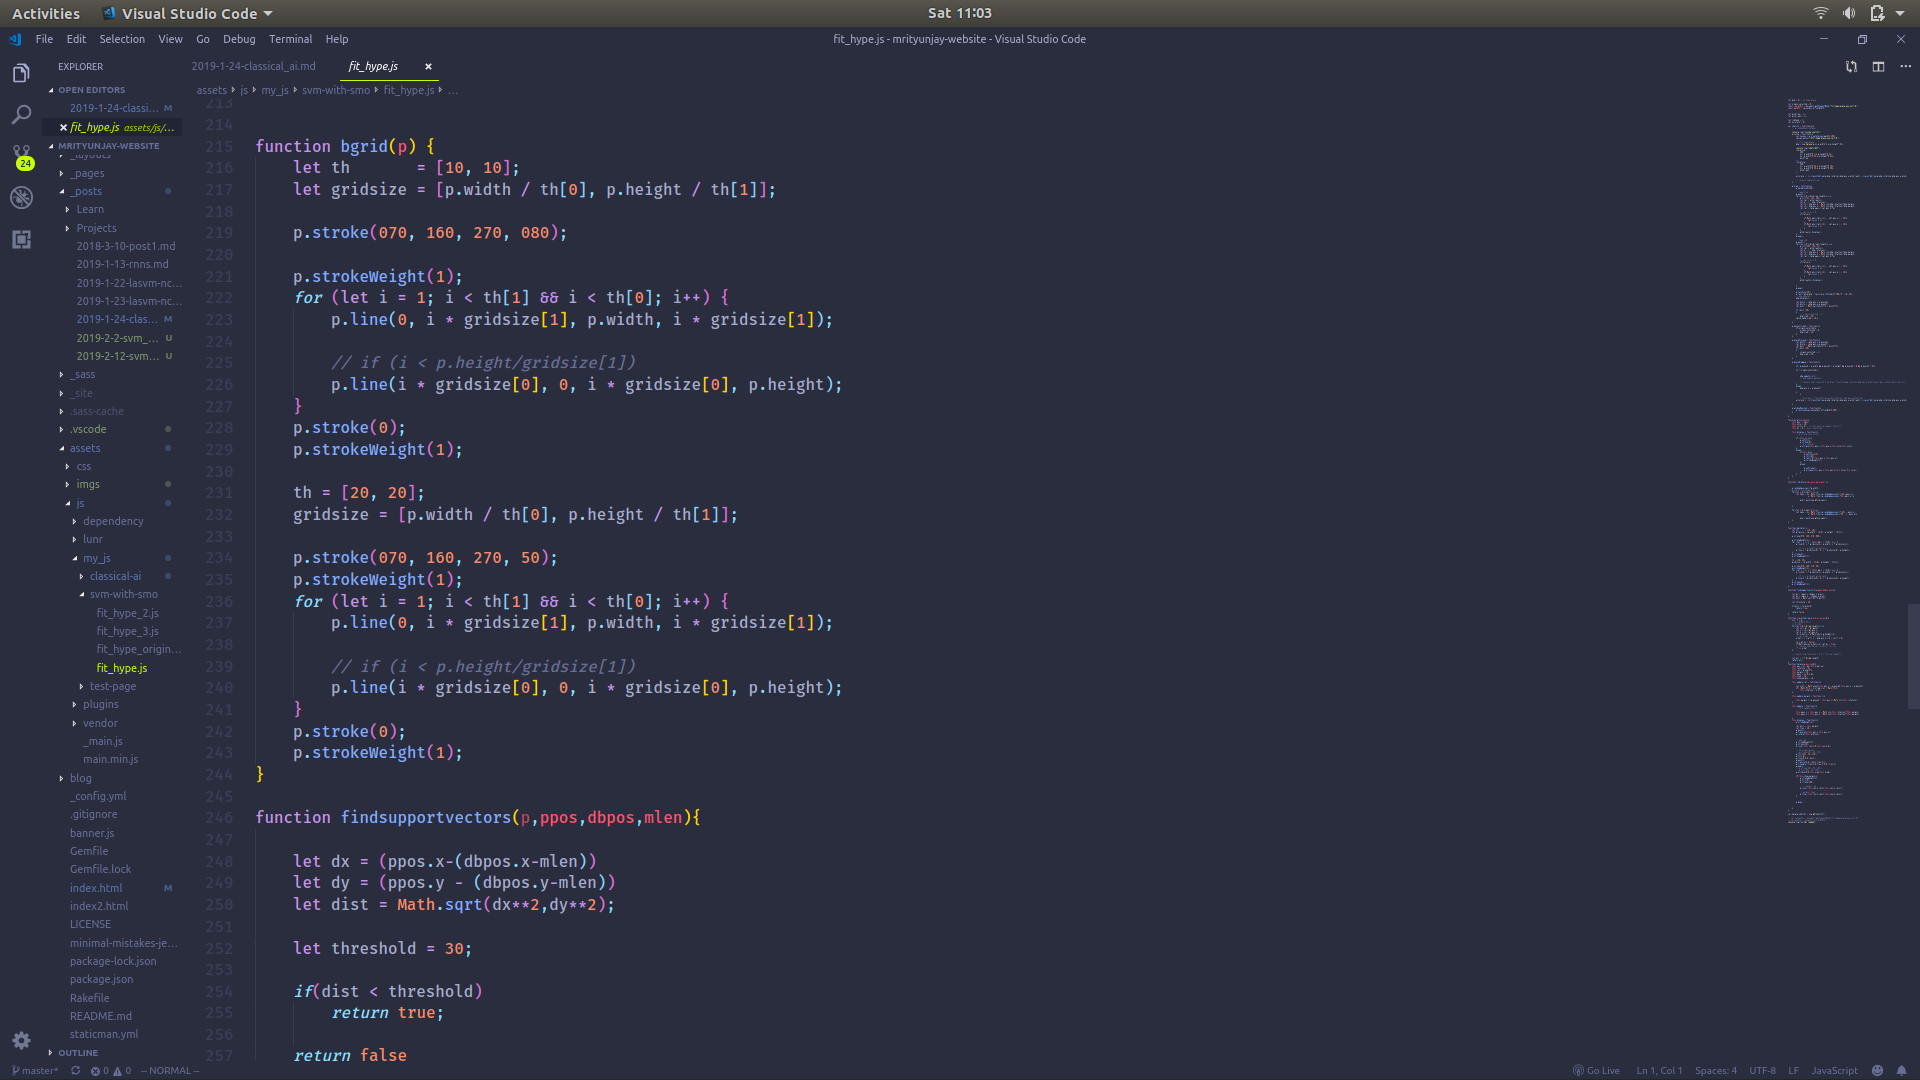 Activities Visual Studio Code Sat 11:03
File Edit Selection View Go Debug Terminal Help fit_hype.js - mrityunjay-website - Visual Studio Code
EXPLORER
OPEN EDITORS
2019-1-24-classi... M
fit_hype.js assets/js/...
24
MRITYUNJAY-WEBSITE
_layouts
_pages
_posts
Learn
Projects
2018-3-10-post1.md
2019-1-13-rnns.md
2019-1-22-lasvm-nc...
2019-1-23-lasvm-nc...
2019-1-24-clas... M
2019-2-2-svm_... U
2019-2-12-svm... U
_sass
_site
.sass-cache
.vscode
assets
css
imgs
js
dependency
lunr
my_js
classical-ai
svm-with-smo
fit_hype_2.js
fit_hype_3.js
fit_hype_origin...
fit_hype.js
test-page
plugins
vendor
_main.js
main.min.js
blog
_config.yml
.gitignore
banner.js
Gemfile
Gemfile.lock
index.html M
index2.html
LICENSE
minimal-mistakes-je...
package-lock.json
package.json
Rakefile
README.md
staticman.yml
OUTLINE
2019-1-24-classical_ai.md fit_hype.js
assets js my_js svm-with-smo fit_hype.js ...
213
214
215 function bgrid(p) {
216 let th = [10, 10];
217 let gridsize = [p.width / th[0], p.height / th[1]];
218
219 p.stroke(070, 160, 270, 080);
220
221 p.strokeWeight(1);
222 for (let i = 1; i < th[1] && i < th[0]; i++) {
223 p.line(0, i * gridsize[1], p.width, i * gridsize[1]);
224
225 // if (i < p.height/gridsize[1])
226 p.line(i * gridsize[0], 0, i * gridsize[0], p.height);
227 }
228 p.stroke(0);
229 p.strokeWeight(1);
230
231 th = [20, 20];
232 gridsize = [p.width / th[0], p.height / th[1]];
233
234 p.stroke(070, 160, 270, 50);
235 p.strokeWeight(1);
236 for (let i = 1; i < th[1] && i < th[0]; i++) {
237 p.line(0, i * gridsize[1], p.width, i * gridsize[1]);
238
239 // if (i < p.height/gridsize[1])
240 p.line(i * gridsize[0], 0, i * gridsize[0], p.height);
241 }
242 p.stroke(0);
243 p.strokeWeight(1);
244 }
245
246 function findsupportvectors(p,ppos,dbpos,mlen){
247
248 let dx = (ppos.x-(dbpos.x-mlen))
249 let dy = (ppos.y - (dbpos.y-mlen))
250 let dist = Math.sqrt(dx**2,dy**2);
251
252 let threshold = 30;
253
254 if(dist < threshold)
255 return true;
256
257 return false
master* 0 0 -- NORMAL -- Go Live Ln 1, Col 1 Spaces: 4 UTF-8 LF JavaScript